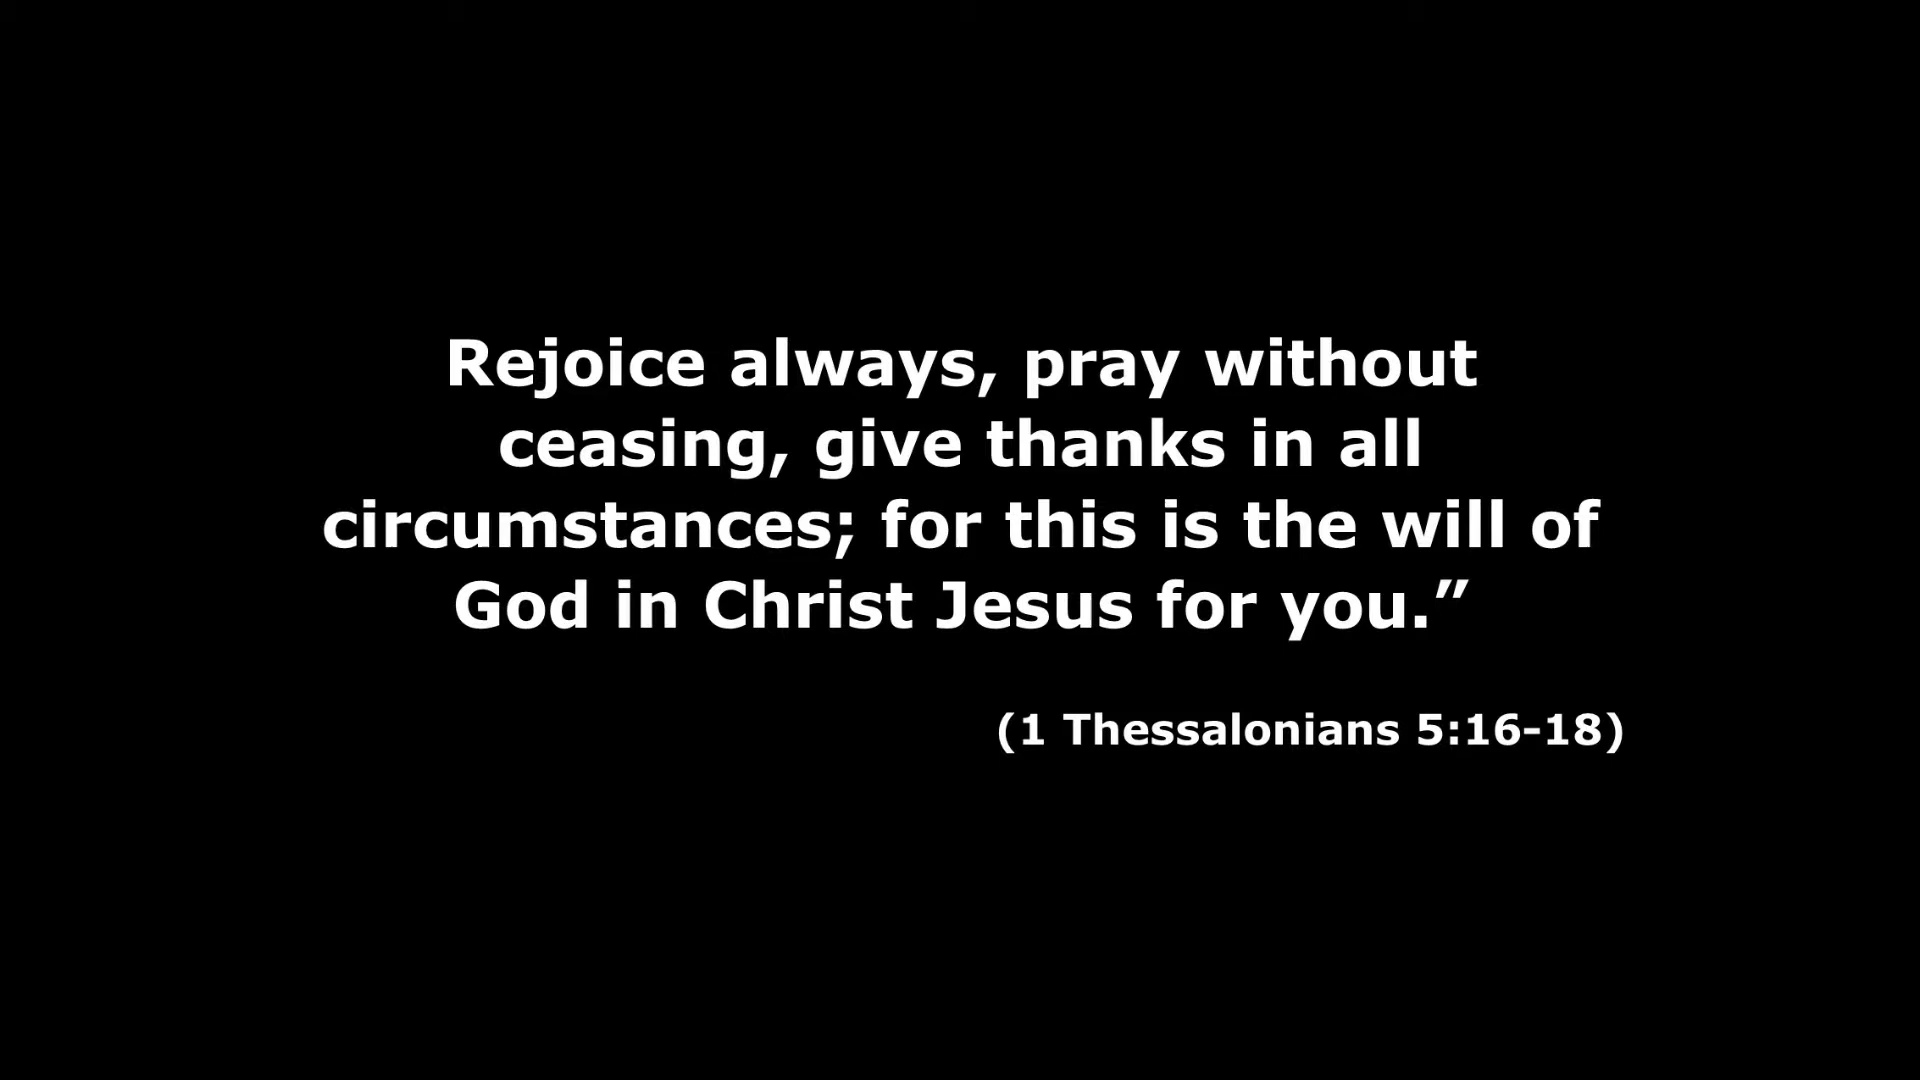 Rejoice always, pray without
ceasing, give thanks in all
circumstances; for this is the will of
God in Christ Jesus for you.”
(1 Thessalonians 5:16-18)